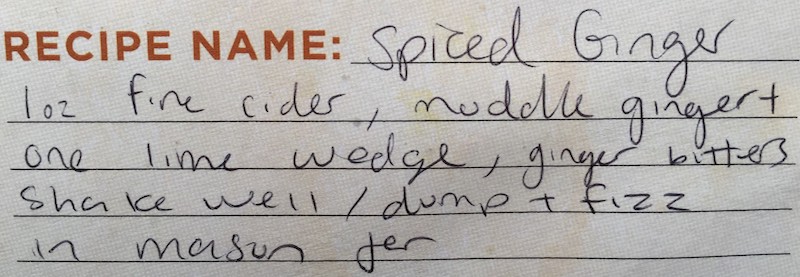 RECIPE NAME: Spiced Ginger
1oz fire cider, muddle ginger +
one lime wedge, ginger bitters
Shake well / dump + fizz
in mason jer